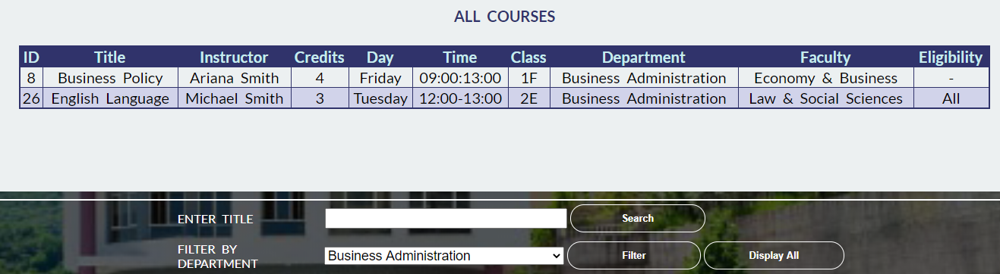 ALL COURSES
ID Title Instructor Credits Day Time Class Department Faculty Eligibility
8 Business Policy Ariana Smith 4 Friday 09:00:13:00 1F Business Administration Economy & Business -
26 English Language Michael Smith 3 Tuesday 12:00-13:00 2E Business Administration Law & Social Sciences All
ENTER TITLE Search
FILTER BY
DEPARTMENT Business Administration Filter Display All